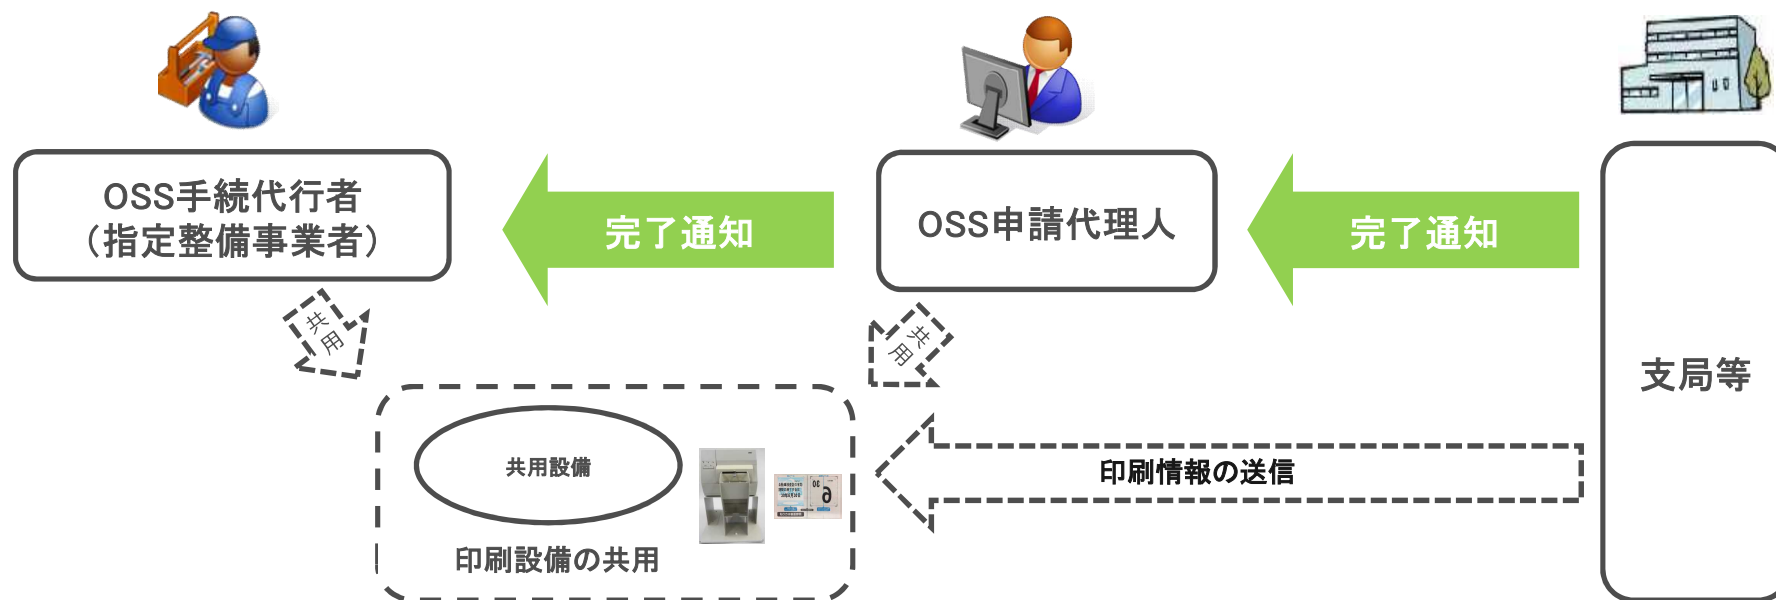 OSS手続代行者
（指定整備事業者）
完了通知
OSS申請代理人
完了通知
共用
共用
支局等
共用設備
印刷情報の送信
印刷設備の共用
30
6